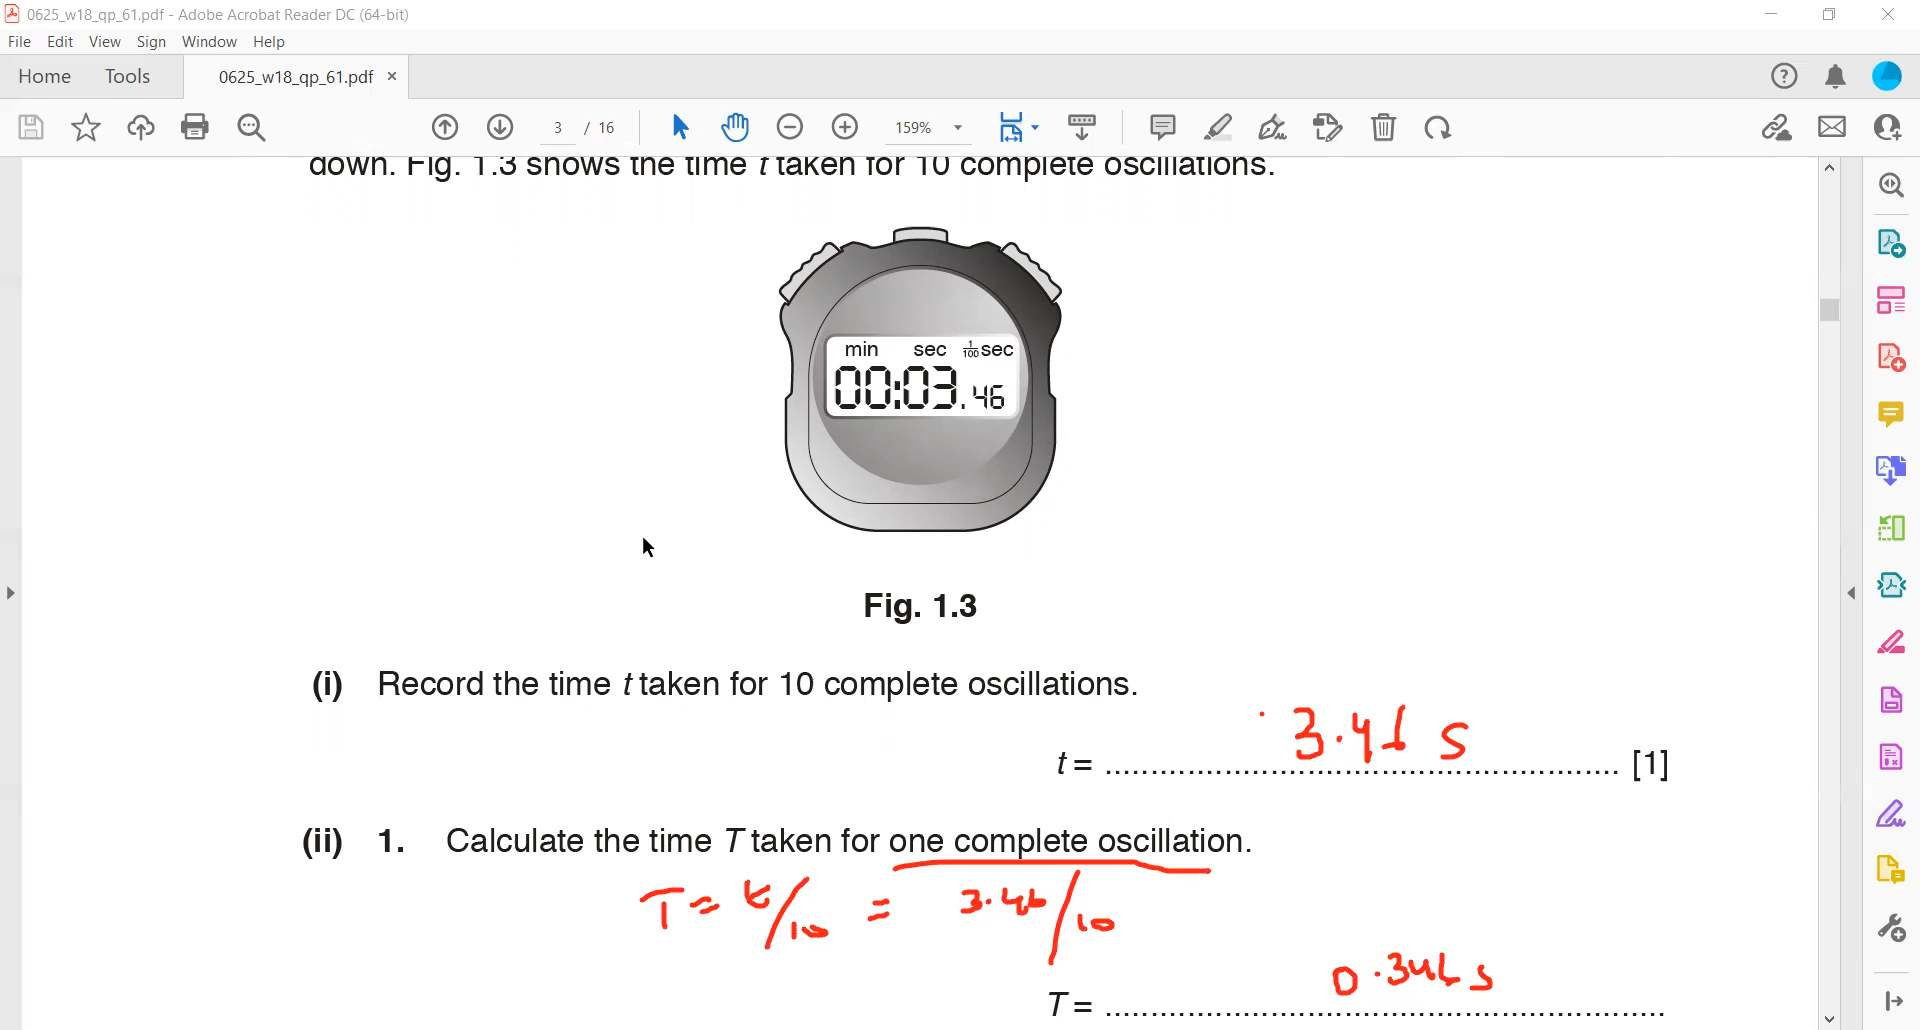 0625_w18_qp_61.pdf - Adobe Acrobat Reader DC (64-bit)
File Edit View Sign Window Help
Home Tools 0625_w18_qp_61.pdf ×
3 / 16 159%
down. Fig. 1.3 shows the time t taken for 10 complete oscillations.
min sec 1/100 sec
00:03.46
Fig. 1.3
(i) Record the time t taken for 10 complete oscillations.
3.46 s
t = ........................................................ [1]
(ii) 1. Calculate the time T taken for one complete oscillation.
T = t/10 = 3.46/10
0.346 s
T = ............................................................